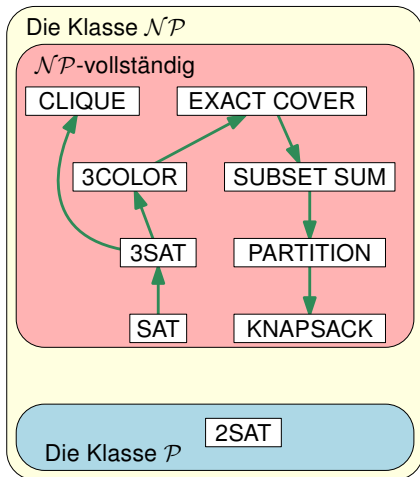 Die Klasse 𝒩𝒫
𝒩𝒫-vollständig
CLIQUE EXACT COVER
3COLOR SUBSET SUM
3SAT PARTITION
SAT KNAPSACK
2SAT
Die Klasse 𝒫